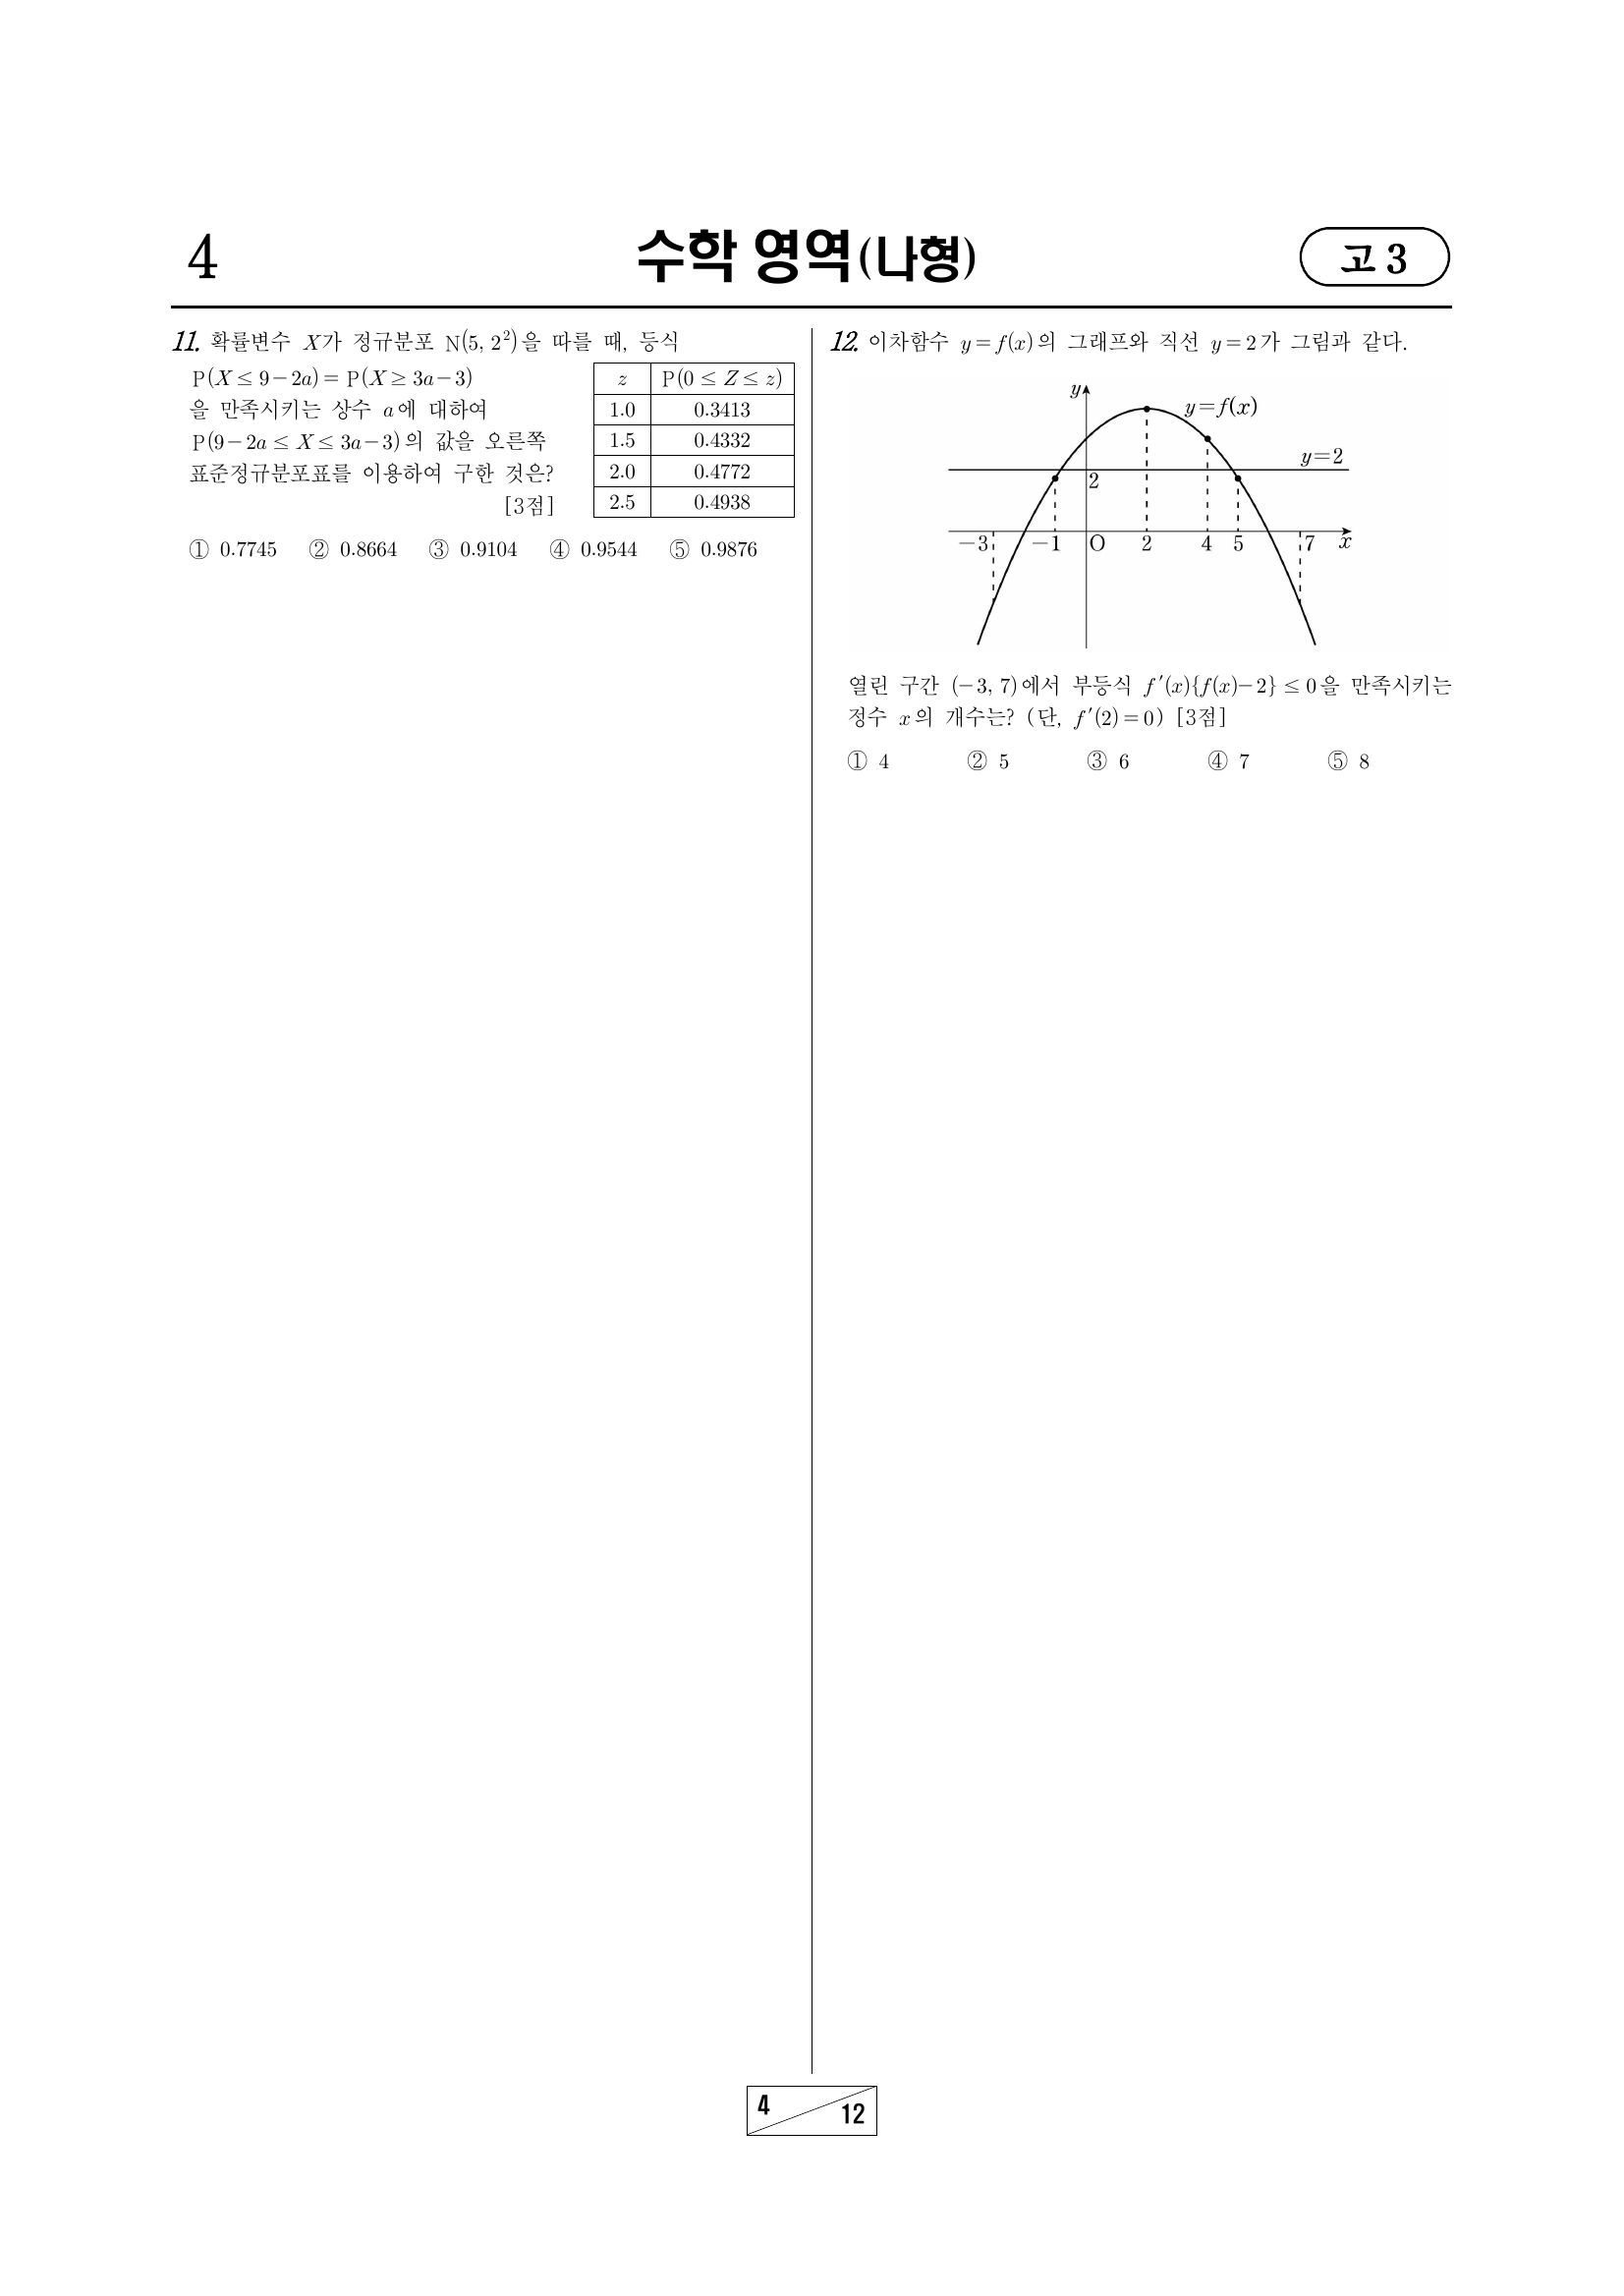 4
수학 영역(나형)
고 3
11. 확률변수 X가 정규분포 N(5, 2²)을 따를 때, 등식
P(X ≤ 9 − 2a) = P(X ≥ 3a − 3)
을 만족시키는 상수 a에 대하여
P(9 − 2a ≤ X ≤ 3a − 3)의 값을 오른쪽
표준정규분포표를 이용하여 구한 것은?
[3점]
z P(0 ≤ Z ≤ z)
1.0 0.3413
1.5 0.4332
2.0 0.4772
2.5 0.4938
① 0.7745 ② 0.8664 ③ 0.9104 ④ 0.9544 ⑤ 0.9876
12. 이차함수 y = f(x)의 그래프와 직선 y = 2가 그림과 같다.
y
y=f(x)
y=2
2
−3 −1 O 2 4 5 7 x
열린 구간 (−3, 7)에서 부등식 f′(x){f(x)−2} ≤ 0을 만족시키는
정수 x의 개수는? (단, f′(2) = 0) [3점]
① 4 ② 5 ③ 6 ④ 7 ⑤ 8
4
12